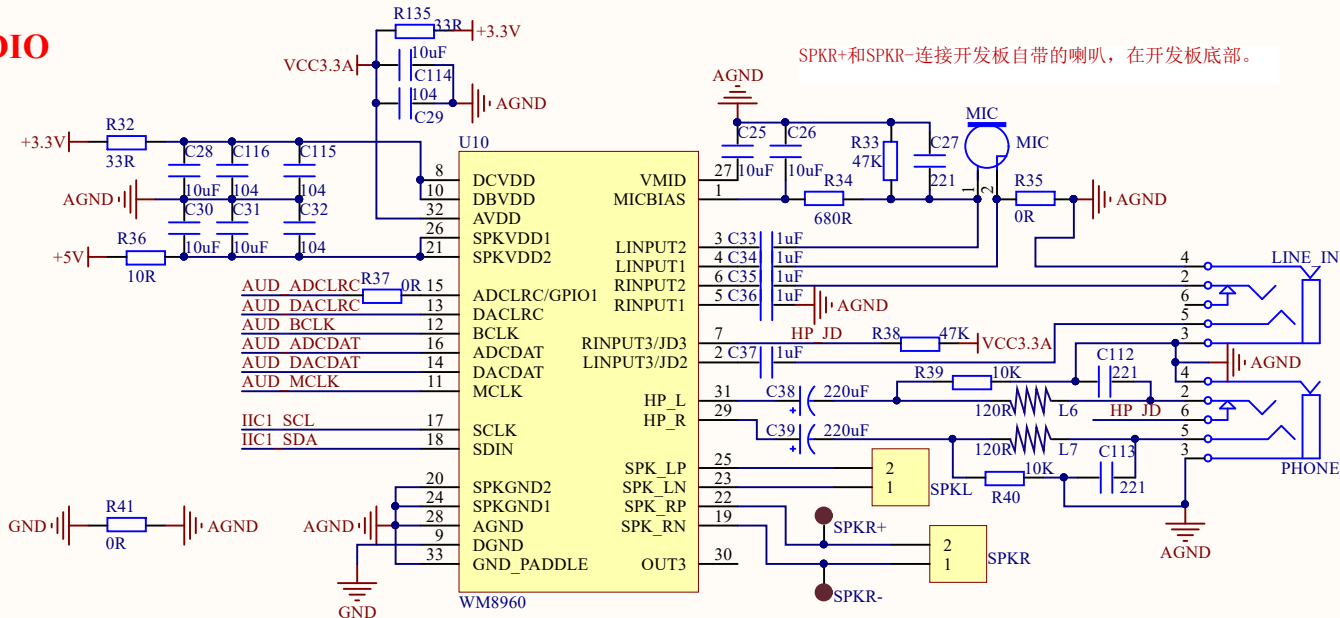 DIO
SPKR+和SPKR-连接开发板自带的喇叭，在开发板底部。
R135
33R
+3.3V
VCC3.3A
10uF
C114
104
C29
AGND
+3.3V
R32
33R
C28
C116
C115
10uF
104
104
AGND
C30
C31
C32
10uF
10uF
104
+5V
R36
10R
AUD_ADCLRC
R37
0R
AUD_DACLRC
AUD_BCLK
AUD_ADCDAT
AUD_DACDAT
AUD_MCLK
IIC1_SCL
IIC1_SDA
GND
R41
0R
AGND
AGND
GND
U10
8 DCVDD
10 DBVDD
32 AVDD
26 SPKVDD1
21 SPKVDD2
15 ADCLRC/GPIO1
13 DACLRC
12 BCLK
16 ADCDAT
14 DACDAT
11 MCLK
17 SCLK
18 SDIN
20 SPKGND2
24 SPKGND1
28 AGND
9 DGND
33 GND_PADDLE
VMID 27
MICBIAS 1
LINPUT2 3
LINPUT1 4
RINPUT2 6
RINPUT1 5
RINPUT3/JD3 7
LINPUT3/JD2 2
HP_L 31
HP_R 29
SPK_LP 25
SPK_LN 23
SPK_RP 22
SPK_RN 19
OUT3 30
WM8960
AGND
C25
10uF
C26
10uF
R33
47K
C27
221
R34
680R
MIC
MIC
1
2
R35
0R
AGND
C33 1uF
C34 1uF
C35 1uF
C36 1uF
AGND
HP_JD
R38
47K
VCC3.3A
C37 1uF
R39
10K
C112
221
C38
+
220uF
120R
L6
C39
+
220uF
120R
L7
R40
10K
C113
221
HP_JD
4
LINE_IN
2
6
5
3
AGND
4
2
6
5
3
PHONE
AGND
2
1
SPKL
SPKR+
2
1
SPKR
SPKR-